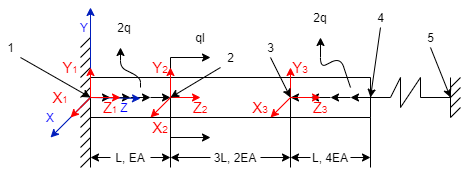 Y 2q 4
1 ql 2q 5
Y₁ Y₂ 2 3 Y₃
X₁ Z₁ Z Z₂ X₃ Z₃
X X₂
L, EA 3L, 2EA L, 4EA